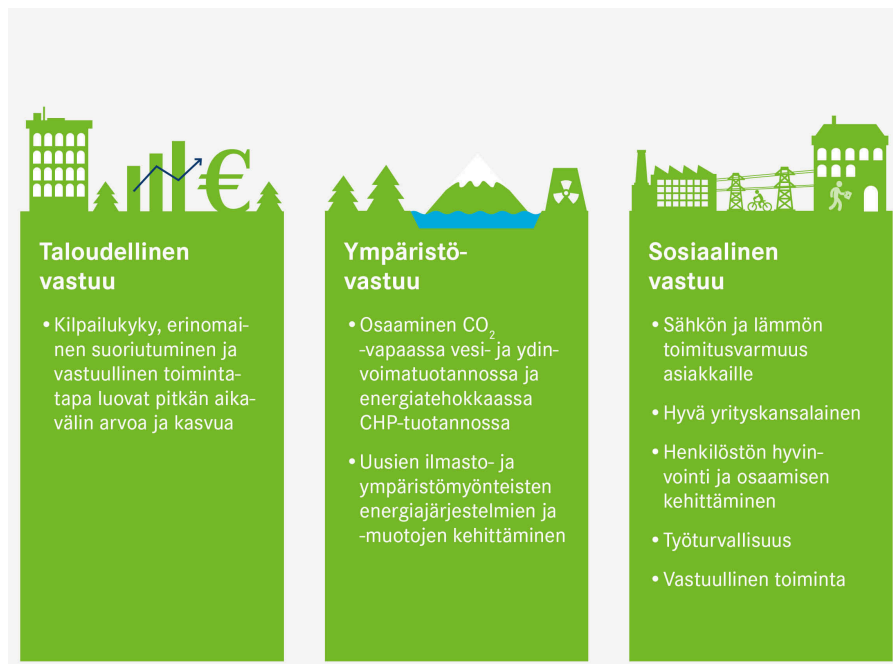 €
Taloudellinen
vastuu
• Kilpailukyky, erinomai-
nen suoriutuminen ja
vastuullinen toiminta-
tapa luovat pitkän aika-
välin arvoa ja kasvua
Ympäristö-
vastuu
• Osaaminen CO₂
-vapaassa vesi- ja ydin-
voimatuotannossa ja
energiatehokkaassa
CHP-tuotannossa
• Uusien ilmasto- ja
ympäristömyönteisten
energiajärjestelmien ja
-muotojen kehittäminen
Sosiaalinen
vastuu
• Sähkön ja lämmön
toimitusvarmuus
asiakkaille
• Hyvä yrityskansalainen
• Henkilöstön hyvin-
vointi ja osaamisen
kehittäminen
• Työturvallisuus
• Vastuullinen toiminta